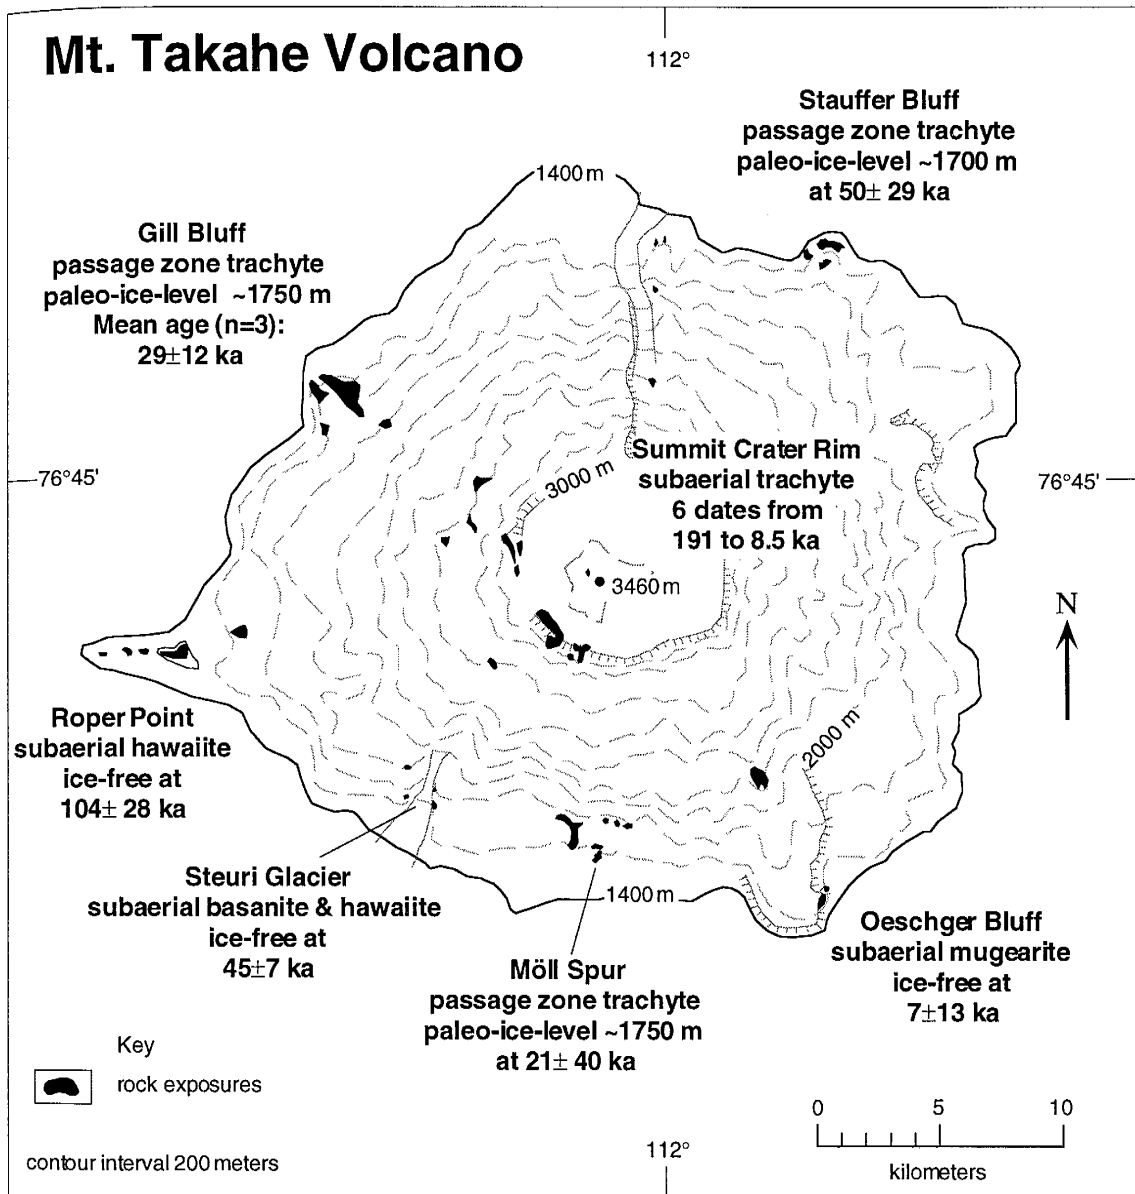 Mt. Takahe Volcano
112°
Stauffer Bluff
passage zone trachyte
paleo-ice-level ~1700 m
at 50± 29 ka
1400 m
Gill Bluff
passage zone trachyte
paleo-ice-level ~1750 m
Mean age (n=3):
29±12 ka
76°45'
3000 m
Summit Crater Rim
subaerial trachyte
6 dates from
191 to 8.5 ka
76°45'
3460 m
N
Roper Point
subaerial hawaiite
ice-free at
104± 28 ka
2000 m
Steuri Glacier
subaerial basanite & hawaiite
ice-free at
45±7 ka
1400 m
Oeschger Bluff
subaerial mugearite
ice-free at
7±13 ka
Möll Spur
passage zone trachyte
paleo-ice-level ~1750 m
at 21± 40 ka
Key
rock exposures
0 5 10
kilometers
112°
contour interval 200 meters